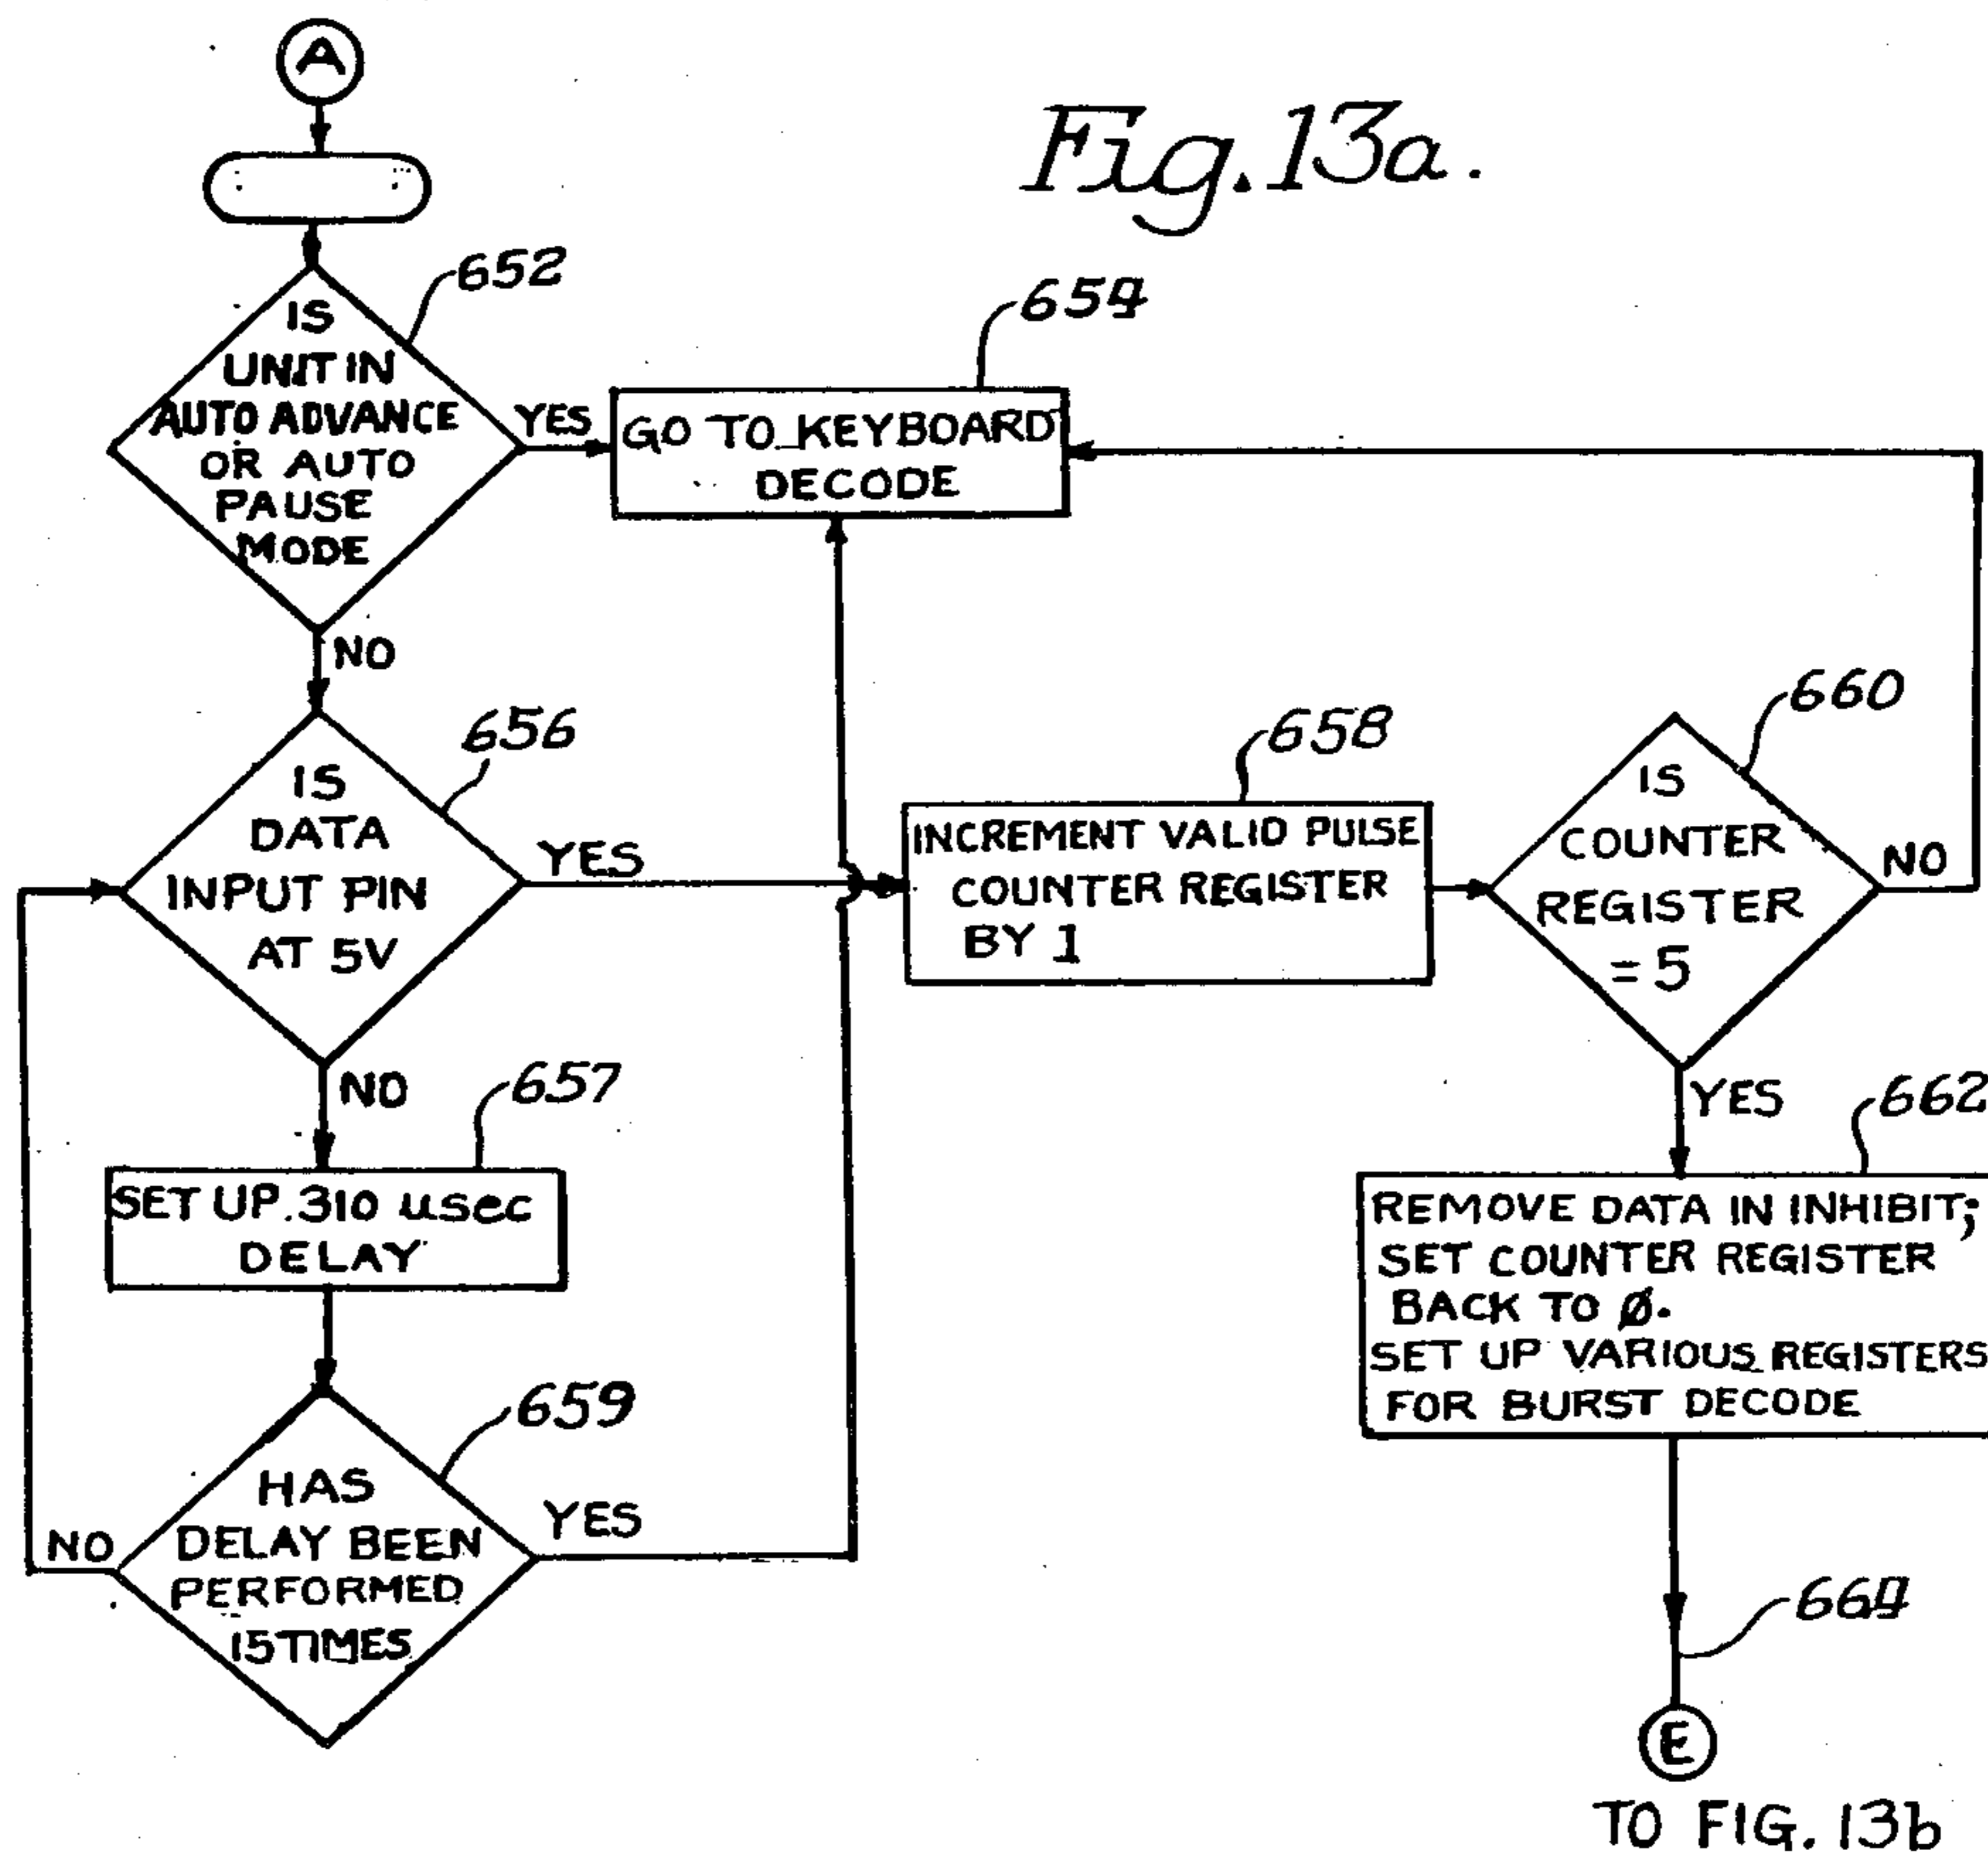 A
Fig. 13a.
652
IS
UNIT IN
AUTO ADVANCE
OR AUTO
PAUSE
MODE
YES
654
GO TO KEYBOARD
DECODE
NO
656
IS
DATA
INPUT PIN
AT 5V
YES
658
INCREMENT VALID PULSE
COUNTER REGISTER
BY 1
660
IS
COUNTER
REGISTER
= 5
NO
NO
657
SET UP 310 usec
DELAY
YES
662
REMOVE DATA IN INHIBIT;
SET COUNTER REGISTER
BACK TO Ø.
SET UP VARIOUS REGISTERS
FOR BURST DECODE
659
HAS
DELAY BEEN
PERFORMED
15 TIMES
NO
YES
664
E
TO FIG. 13b